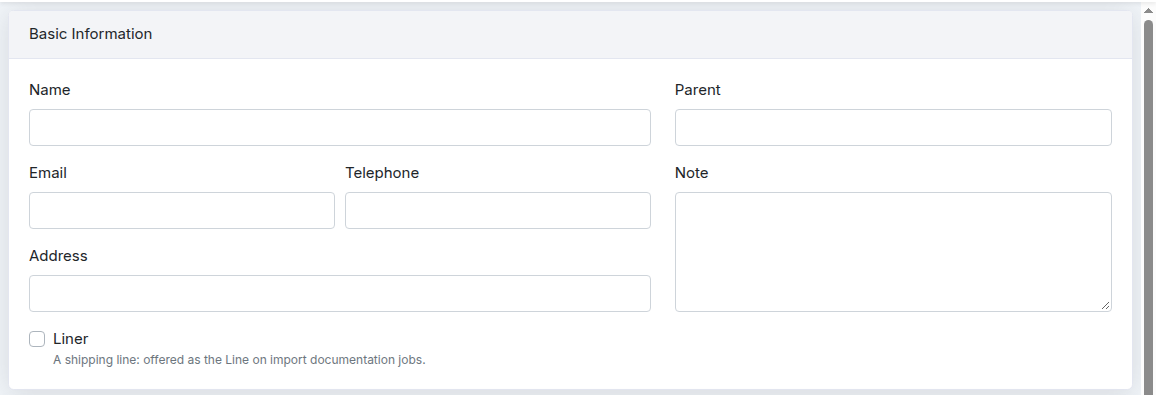 Basic Information
Name
Parent
Email
Telephone
Note
Address
Liner
A shipping line: offered as the Line on import documentation jobs.